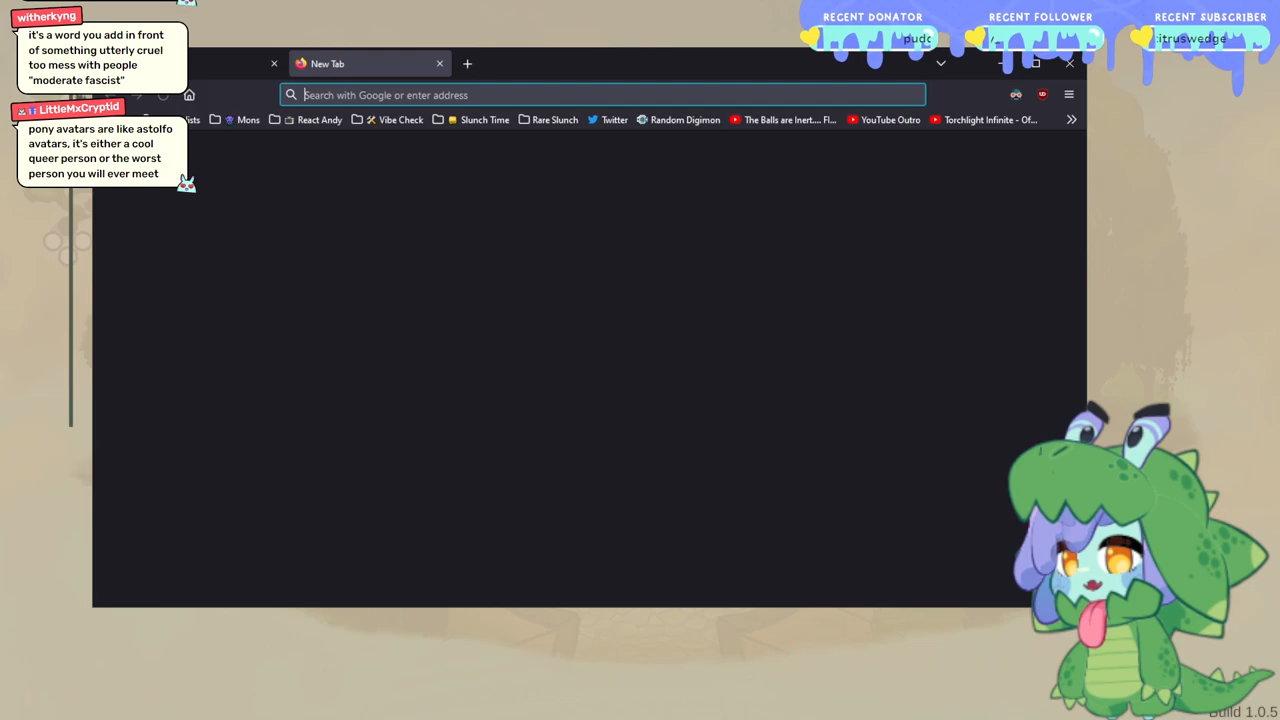 witherkyng
it's a word you add in front
of something utterly cruel
too mess with people
"moderate fascist"
LittleMxCryptid
pony avatars are like astolfo
avatars, it's either a cool
queer person or the worst
person you will ever meet
RECENT DONATOR
RECENT FOLLOWER
RECENT SUBSCRIBER
itruswedge
New Tab
Search with Google or enter address
Mons
React Andy
Vibe Check
Slunch Time
Rare Slunch
Twitter
Random Digimon
The Balls are Inert.... Fl...
YouTube Outro
Torchlight Infinite - Of...
Build 1.0.5